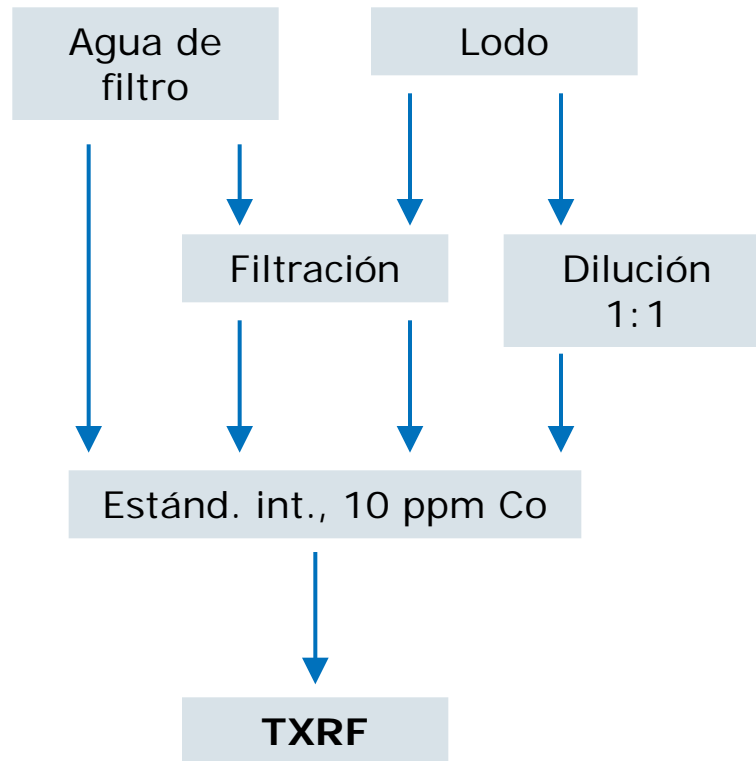 Agua de
filtro
Lodo
Filtración
Dilución
1:1
Estánd. int., 10 ppm Co
TXRF